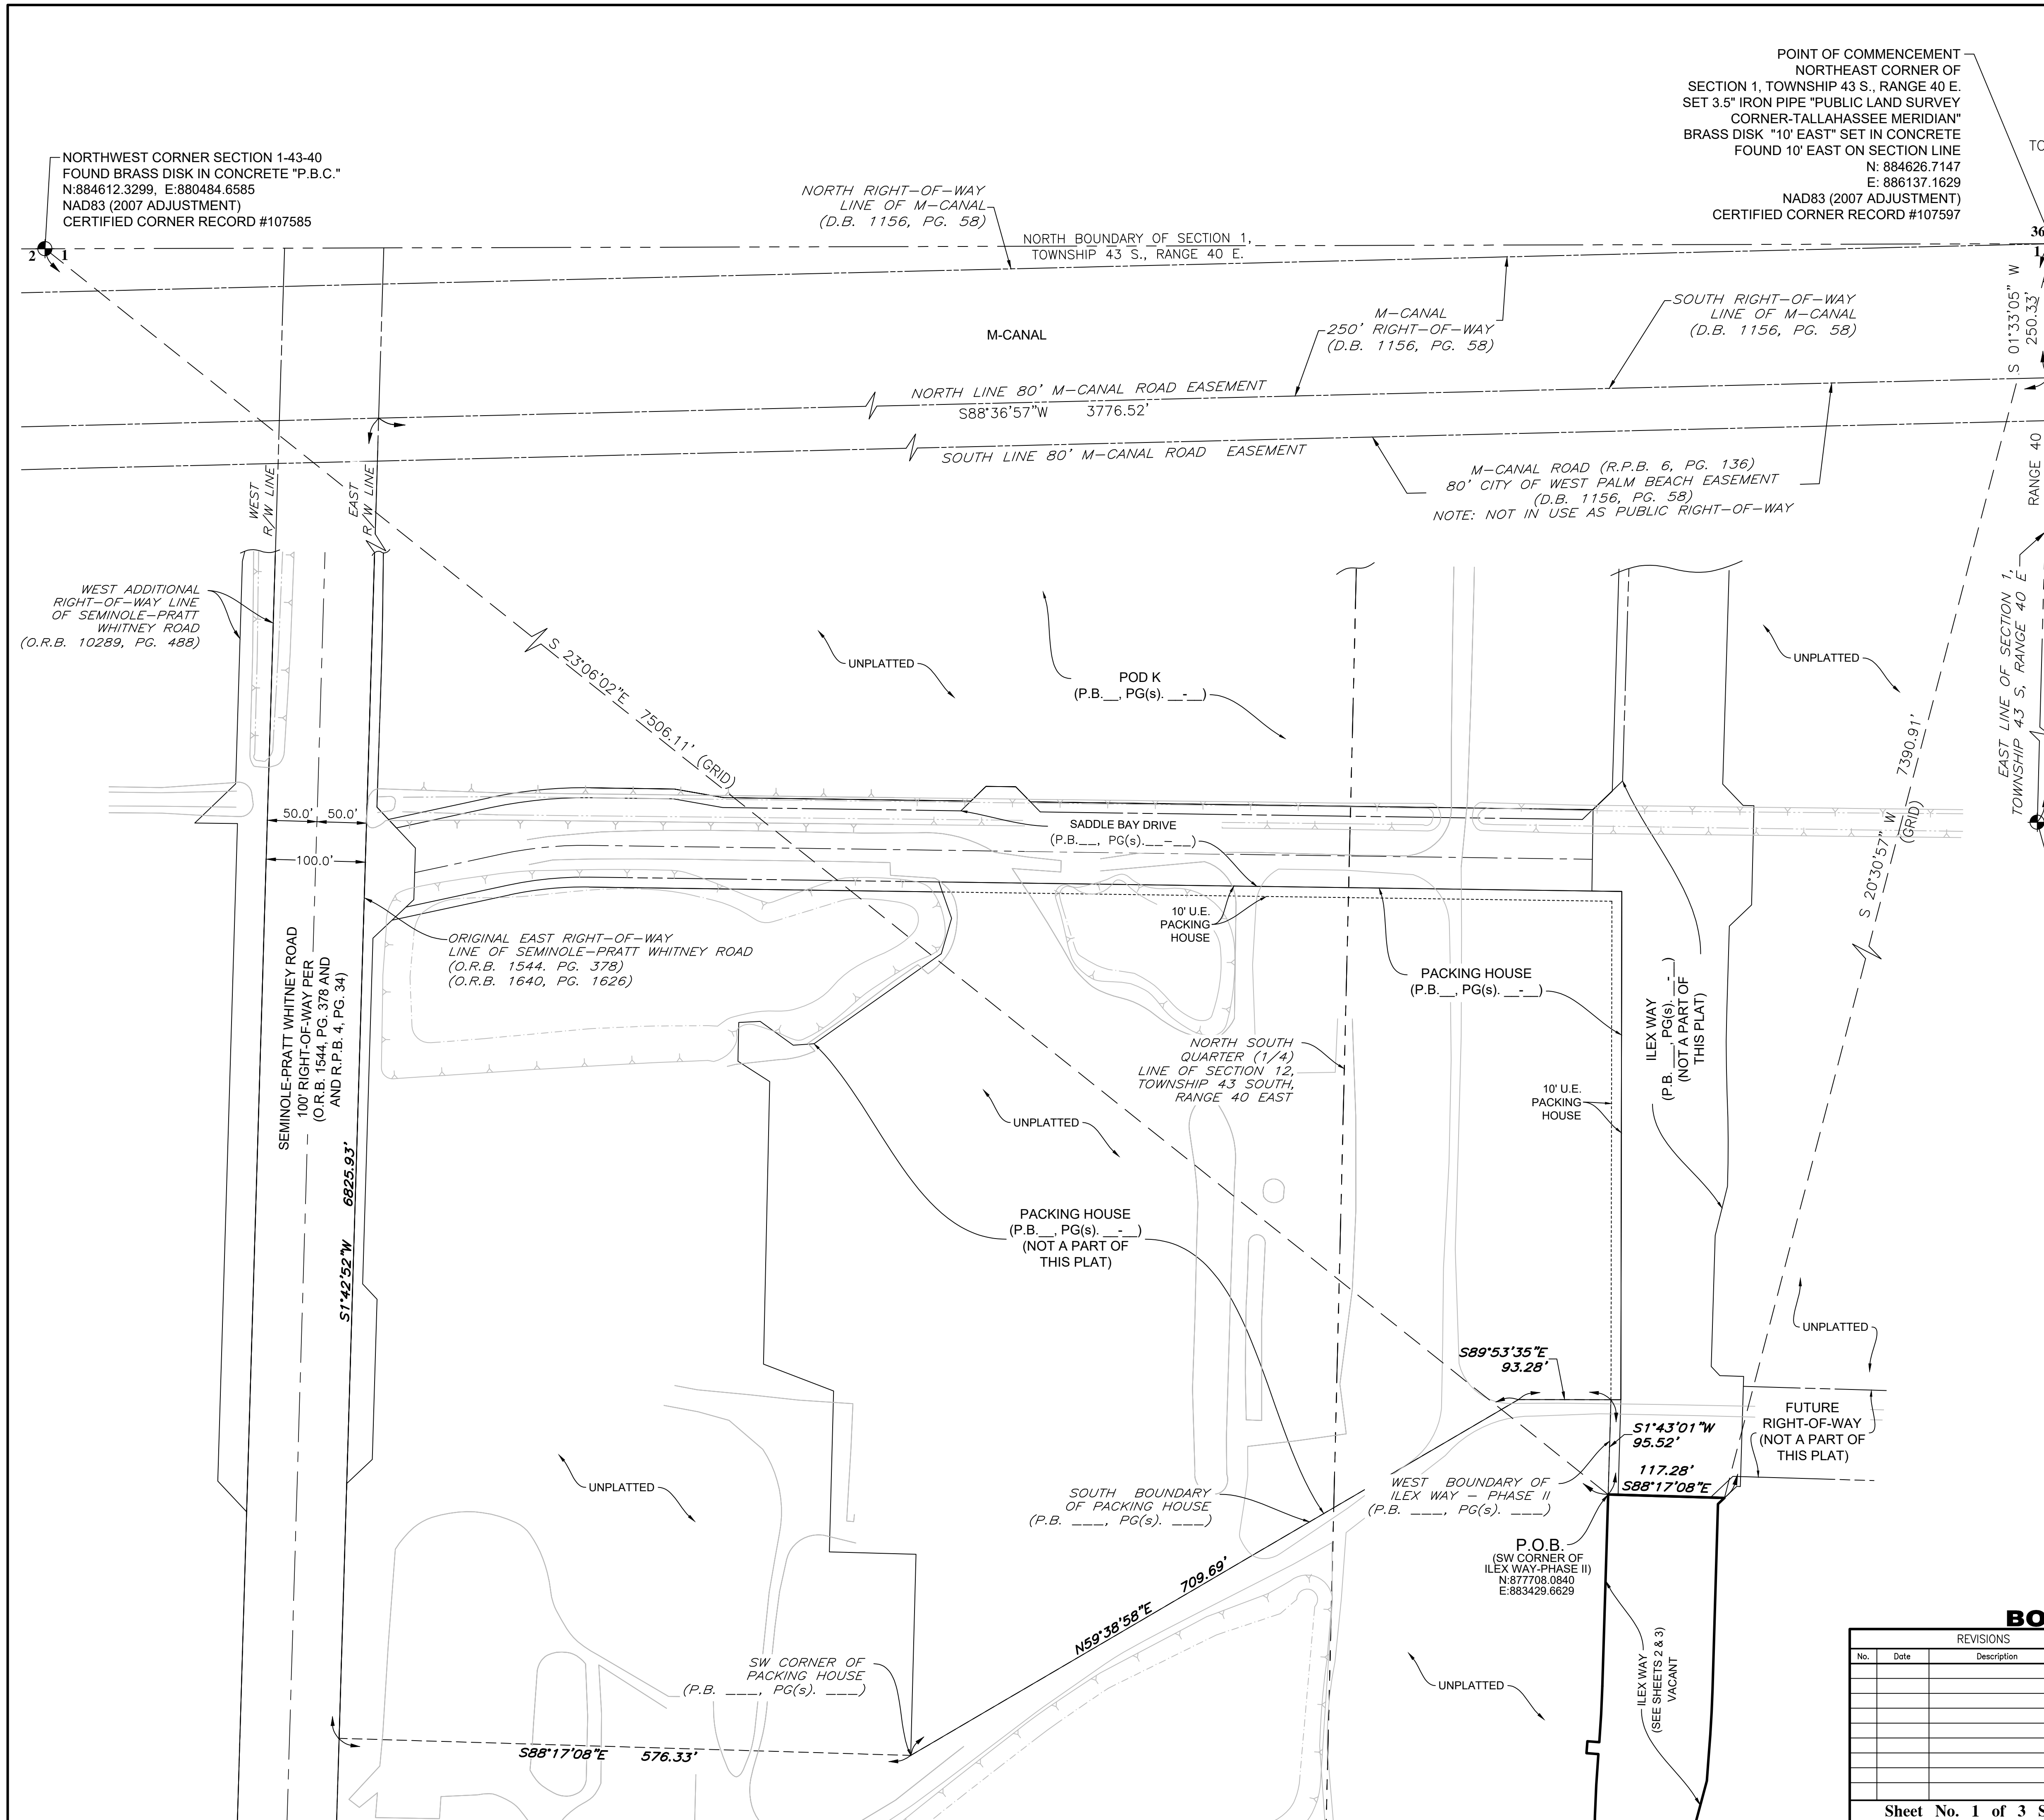 POINT OF COMMENCEMENT
NORTHEAST CORNER OF
SECTION 1, TOWNSHIP 43 S., RANGE 40 E.
SET 3.5" IRON PIPE "PUBLIC LAND SURVEY
CORNER-TALLAHASSEE MERIDIAN"
BRASS DISK "10' EAST" SET IN CONCRETE
FOUND 10' EAST ON SECTION LINE
N: 884626.7147
E: 886137.1629
NAD83 (2007 ADJUSTMENT)
CERTIFIED CORNER RECORD #107597
NORTHWEST CORNER SECTION 1-43-40
FOUND BRASS DISK IN CONCRETE "P.B.C."
N:884612.3299, E:880484.6585
NAD83 (2007 ADJUSTMENT)
CERTIFIED CORNER RECORD #107585
2 1
NORTH RIGHT-OF-WAY
LINE OF M-CANAL
(D.B. 1156, PG. 58)
NORTH BOUNDARY OF SECTION 1,
TOWNSHIP 43 S., RANGE 40 E.
36
1
S 01°33'05" W
250.33'
M-CANAL
M-CANAL
250' RIGHT-OF-WAY
(D.B. 1156, PG. 58)
SOUTH RIGHT-OF-WAY
LINE OF M-CANAL
(D.B. 1156, PG. 58)
NORTH LINE 80' M-CANAL ROAD EASEMENT
S88°36'57"W 3776.52'
SOUTH LINE 80' M-CANAL ROAD EASEMENT
M-CANAL ROAD (R.P.B. 6, PG. 136)
80' CITY OF WEST PALM BEACH EASEMENT
(D.B. 1156, PG. 58)
NOTE: NOT IN USE AS PUBLIC RIGHT-OF-WAY
RANGE 40
WEST
R/W LINE
EAST
R/W LINE
WEST ADDITIONAL
RIGHT-OF-WAY LINE
OF SEMINOLE-PRATT
WHITNEY ROAD
(O.R.B. 10289, PG. 488)
S 23°06'02"E 7506.11' (GRID)
UNPLATTED
POD K
(P.B.__, PG(s). __-__)
UNPLATTED
EAST LINE OF SECTION 1,
TOWNSHIP 43 S, RANGE 40 E
S 20°30'57" W 7390.91'
(GRID)
50.0' 50.0'
100.0'
SADDLE BAY DRIVE
(P.B.__, PG(s).__-__)
10' U.E.
PACKING
HOUSE
ORIGINAL EAST RIGHT-OF-WAY
LINE OF SEMINOLE-PRATT WHITNEY ROAD
(O.R.B. 1544. PG. 378)
(O.R.B. 1640, PG. 1626)
SEMINOLE-PRATT WHITNEY ROAD
100' RIGHT-OF-WAY PER
(O.R.B. 1544, PG. 378 AND
AND R.P.B. 4, PG. 34)
PACKING HOUSE
(P.B.__, PG(s). __-__)
ILEX WAY
(P.B. ___, PG(s). __-__)
(NOT A PART OF
THIS PLAT)
NORTH SOUTH
QUARTER (1/4)
LINE OF SECTION 12,
TOWNSHIP 43 SOUTH,
RANGE 40 EAST
10' U.E.
PACKING
HOUSE
UNPLATTED
S1°42'52"W 6825.93'
PACKING HOUSE
(P.B.__, PG(s). __-__)
(NOT A PART OF
THIS PLAT)
UNPLATTED
S89°53'35"E
93.28'
FUTURE
RIGHT-OF-WAY
(NOT A PART OF
THIS PLAT)
S1°43'01"W
95.52'
117.28'
S88°17'08"E
UNPLATTED
WEST BOUNDARY OF
ILEX WAY - PHASE II
(P.B. ___, PG(s). ___)
SOUTH BOUNDARY
OF PACKING HOUSE
(P.B. ___, PG(s). ___)
P.O.B.
(SW CORNER OF
ILEX WAY-PHASE II)
N:877708.0840
E:883429.6629
N59°38'58"E 709.69'
SW CORNER OF
PACKING HOUSE
(P.B. ___, PG(s). ___)
UNPLATTED
ILEX WAY
(SEE SHEETS 2 & 3)
VACANT
S88°17'08"E 576.33'
REVISIONS
No. Date Description
Sheet No. 1 of 3